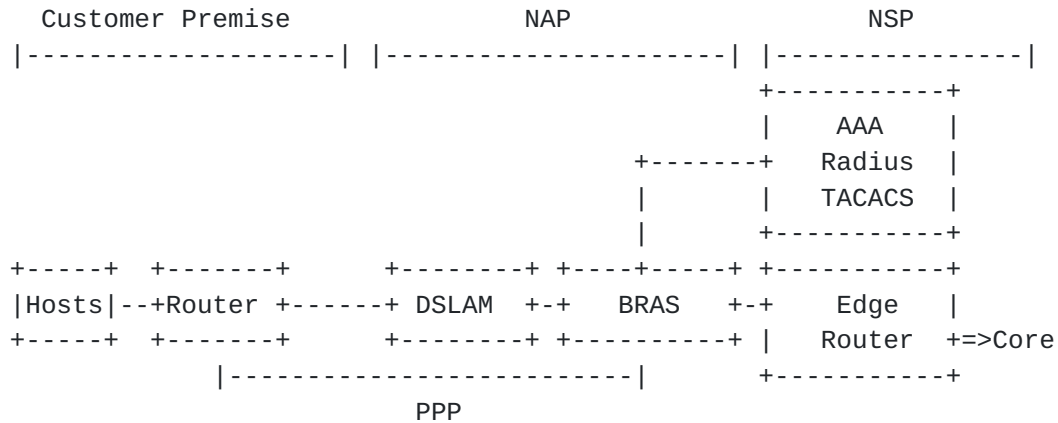 Customer Premise NAP NSP
|--------------------| |----------------------| |----------------|
+-----------+
| AAA |
+-------+ Radius |
| | TACACS |
| +-----------+
+-----+ +-------+ +--------+ +----+-----+ +-----------+
|Hosts|--+Router +------+ DSLAM +-+ BRAS +-+ Edge |
+-----+ +-------+ +--------+ +----------+ | Router +=>Core
|--------------------------| +-----------+
PPP